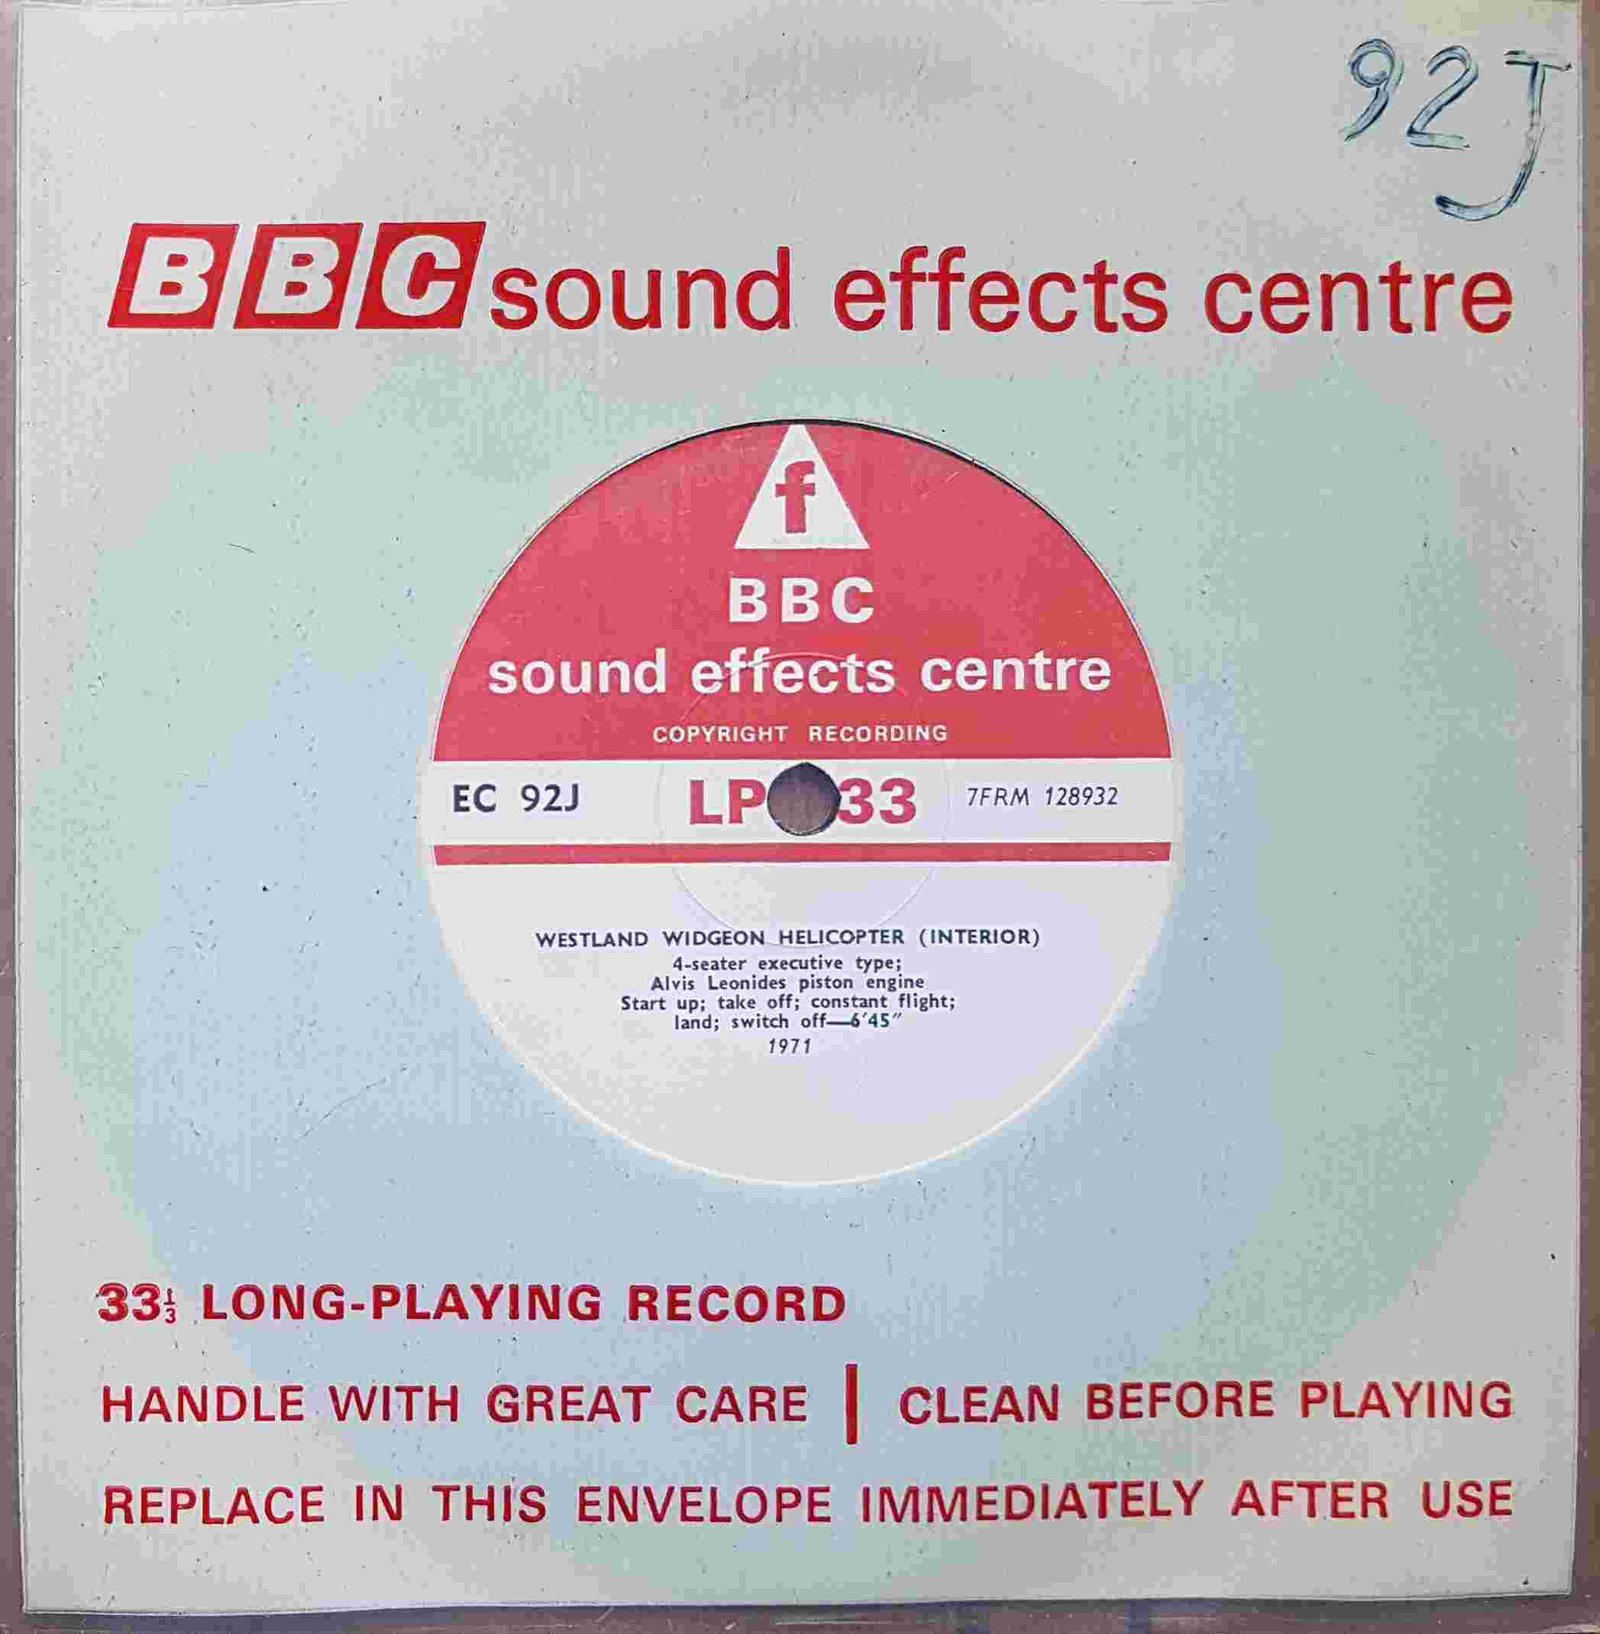 92J
BBC sound effects centre
f
BBC
sound effects centre
COPYRIGHT RECORDING
EC 92J LP 33 7FRM 128932
WESTLAND WIDGEON HELICOPTER (INTERIOR)
4-seater executive type;
Alvis Leonides piston engine
Start up; take off; constant flight;
land; switch off—6′45″
1971
33⅓ LONG-PLAYING RECORD
HANDLE WITH GREAT CARE | CLEAN BEFORE PLAYING
REPLACE IN THIS ENVELOPE IMMEDIATELY AFTER USE